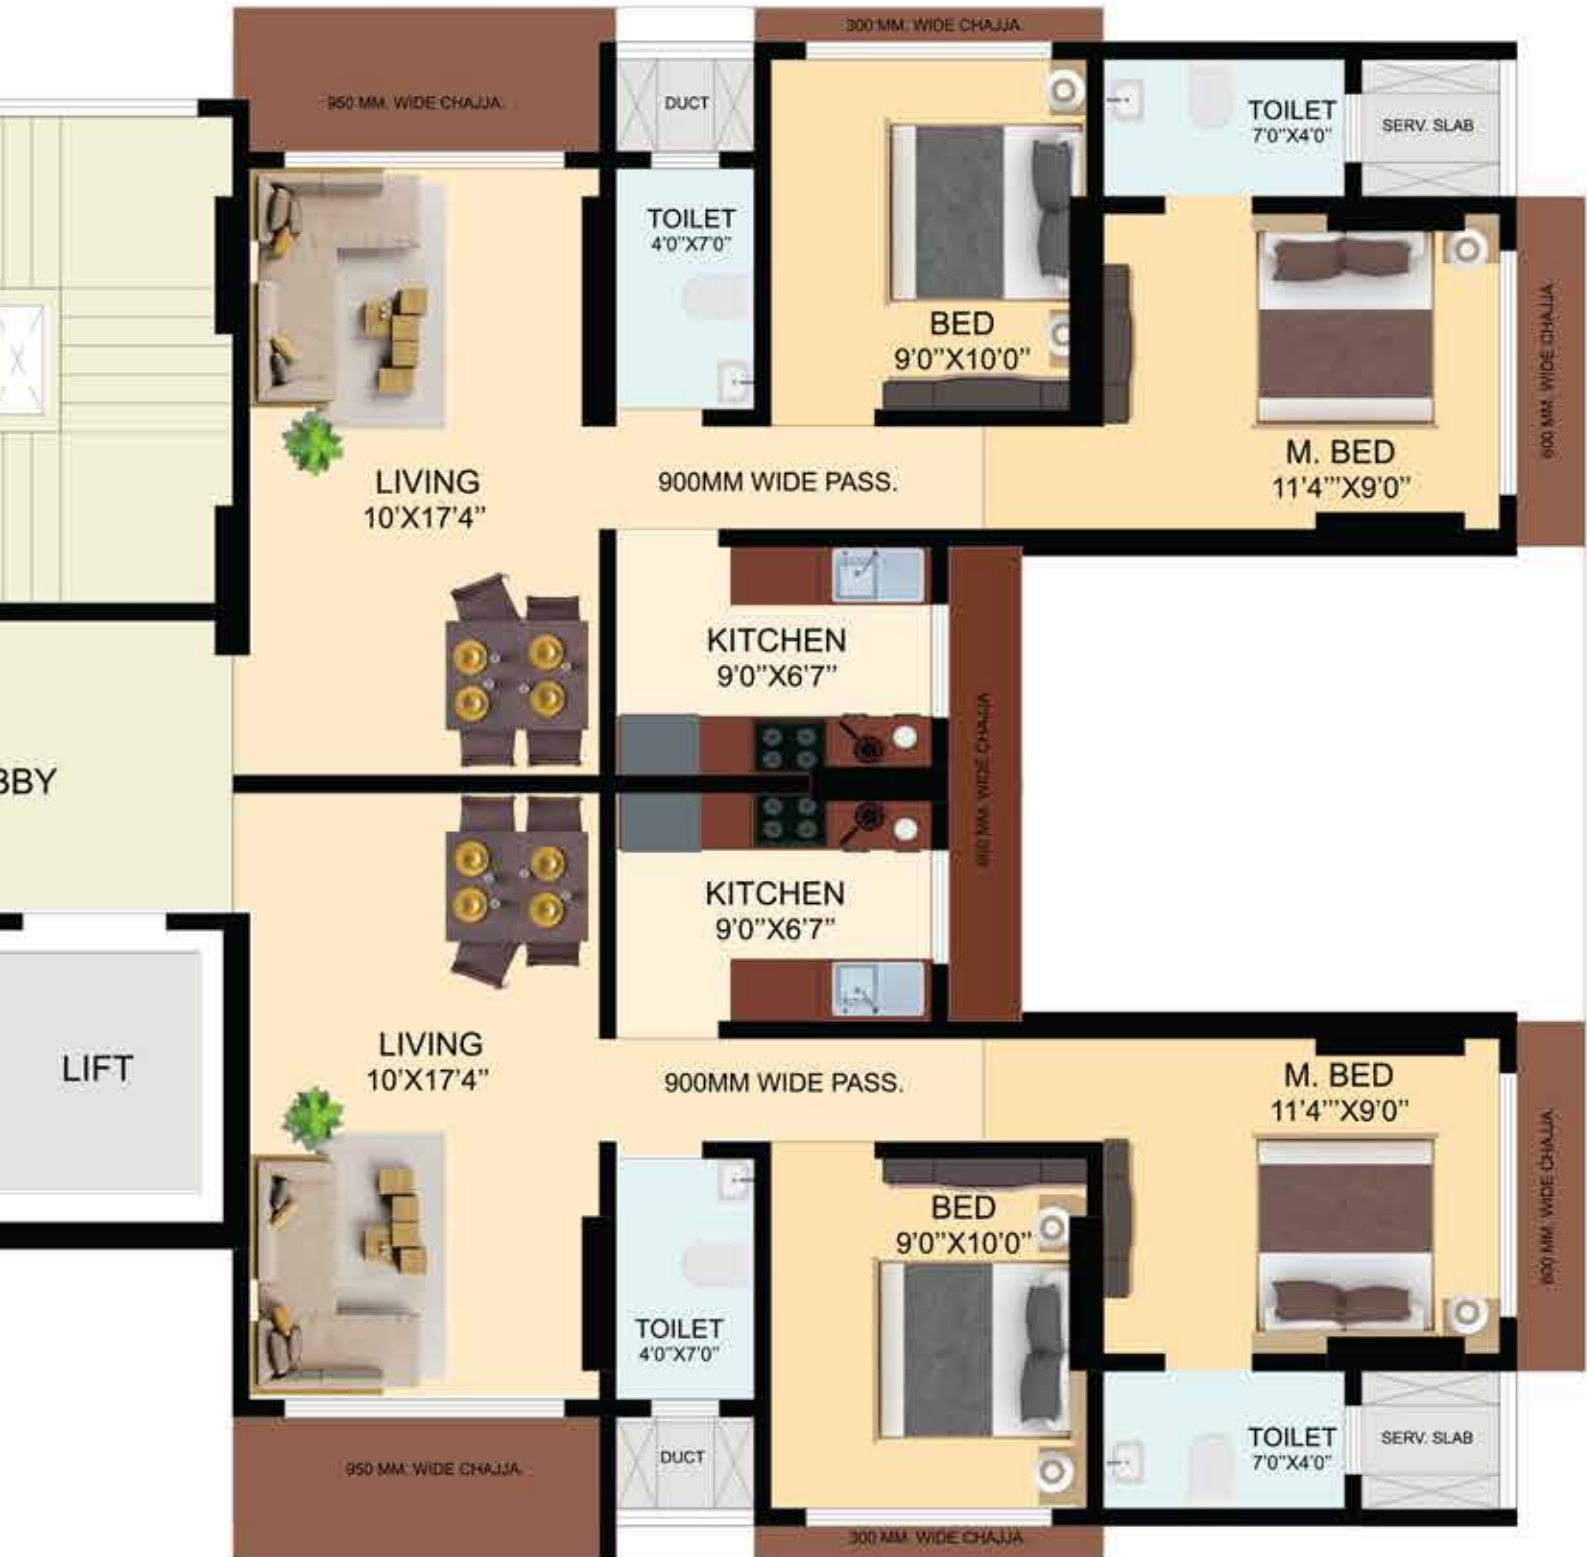 300 MM. WIDE CHAJJA.
950 MM. WIDE CHAJJA.
DUCT
TOILET
7'0"X4'0"
SERV. SLAB
TOILET
4'0"X7'0"
BED
9'0"X10'0"
600 MM. WIDE CHAJJA.
M. BED
11'4'"X9'0"
LIVING
10'X17'4"
900MM WIDE PASS.
KITCHEN
9'0"X6'7"
MM. WIDE CHAJJA
BBY
KITCHEN
9'0"X6'7"
LIFT
LIVING
10'X17'4"
900MM WIDE PASS.
M. BED
11'4'"X9'0"
600 MM. WIDE CHAJJA
BED
9'0"X10'0"
TOILET
4'0"X7'0"
DUCT
TOILET
7'0"X4'0"
SERV. SLAB
950 MM. WIDE CHAJJA.
300 MM. WIDE CHAJJA